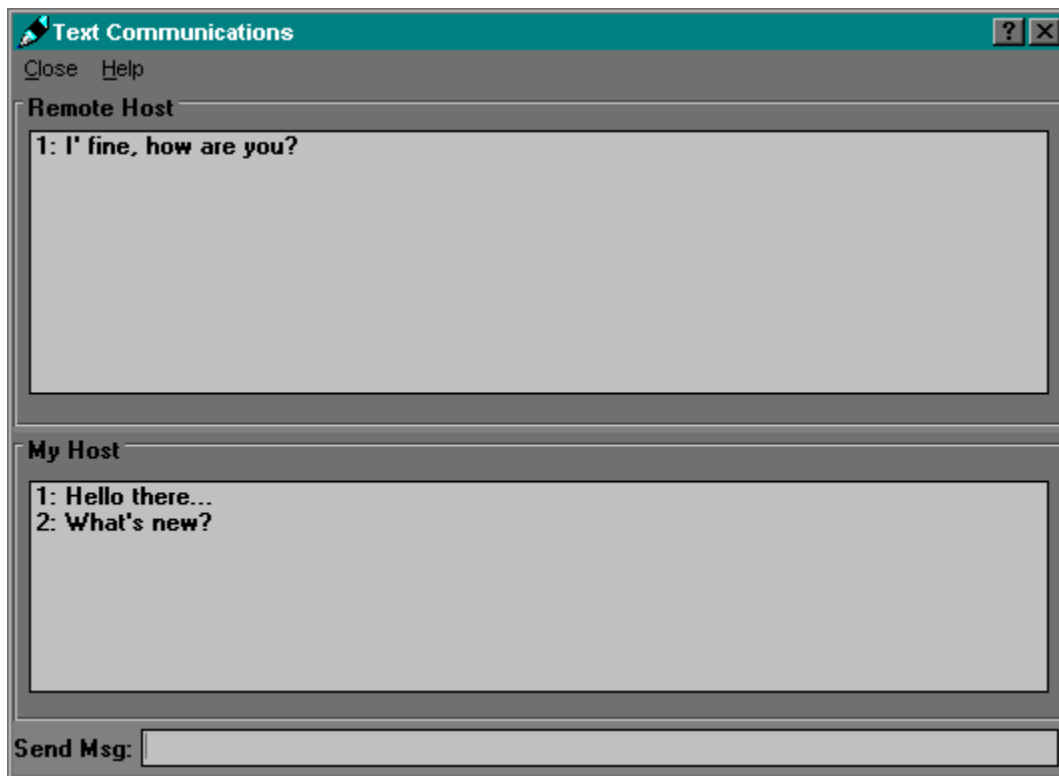 Text Communications
Close Help
Remote Host
1: I' fine, how are you?
My Host
1: Hello there...
2: What's new?
Send Msg: